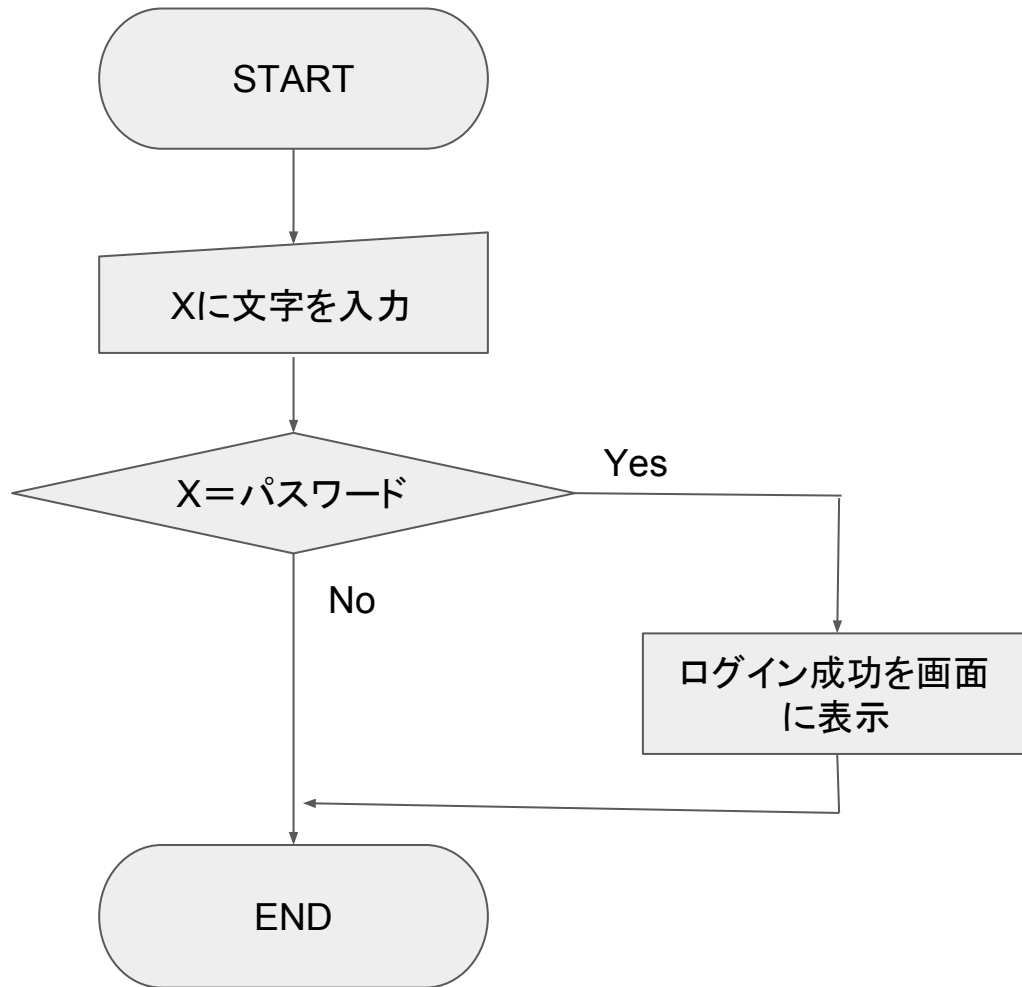 START
Xに文字を入力
X＝パスワード
Yes
No
ログイン成功を画面
に表示
END